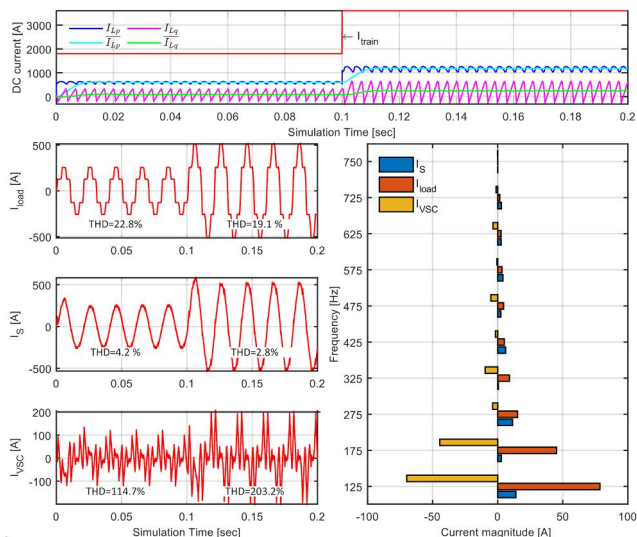 3000
2000
1000
0
DC current [A]
I_Lp
I_Lq
I_Lp
I_Lq
← I_train
0
0.02
0.04
0.06
0.08
0.1
0.12
0.14
0.16
0.18
0.2
Simulation Time [sec]
500
0
-500
I_load [A]
THD=22.8%
THD=19.1 %
0
0.05
0.1
0.15
0.2
500
0
-500
I_S [A]
THD=4.2 %
THD=2.8%
0
0.05
0.1
0.15
0.2
200
100
0
-100
I_VSC [A]
THD=114.7%
THD=203.2%
0
0.05
0.1
0.15
0.2
Simulation Time [sec]
I_S
I_load
I_VSC
750
725
625
575
475
425
325
275
175
125
Frequency [Hz]
-100
-50
0
50
100
Current magnitude [A]